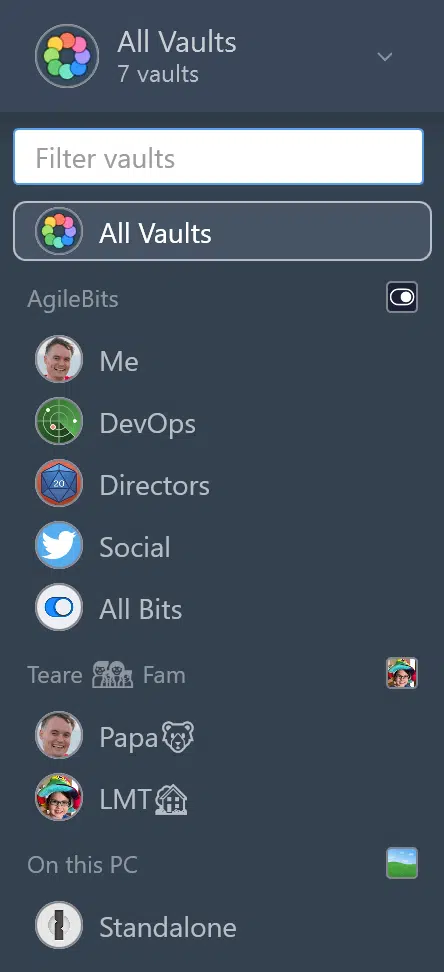 All Vaults
7 vaults
Filter vaults
All Vaults
AgileBits
Me
DevOps
20
Directors
Social
All Bits
Teare 👨‍👩‍👧‍👦 Fam
Papa🐻
LMT🏠
On this PC
Standalone